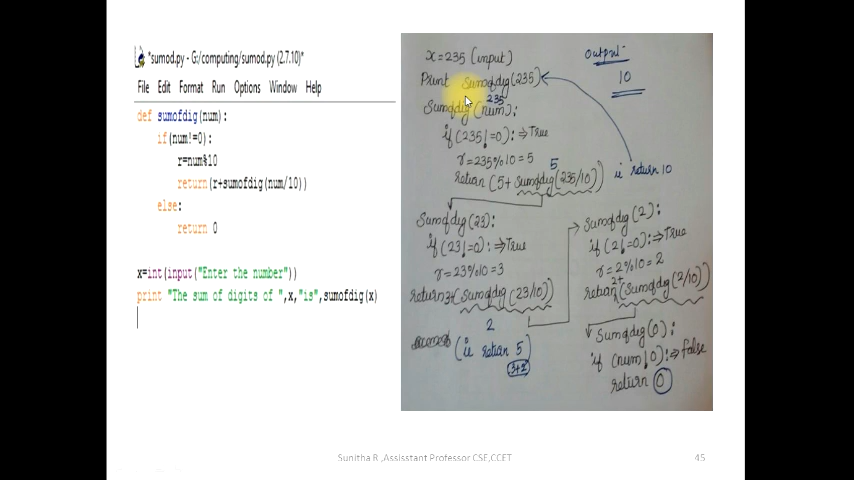 *sumod.py - G:/computing/sumod.py (2.7.10)*
File Edit Format Run Options Window Help
def sumofdig(num):
if(num!=0):
r=num%10
return(r+sumofdig(num/10))
else:
return 0
x=int(input("Enter the number"))
print "The sum of digits of ",x,"is",sumofdig(x)
x=235 (input)
Print Sumofdig(235)
235
Sumofdig(num):
if(235!=0): ⇒True
r=235%10=5
5
return (5+Sumofdig(235/10))
Output
10
ie return 10
Sumofdig(23):
if(23!=0): ⇒True
r=23%10=3
return 3+(Sumofdig(23/10))
2
(ie return 5)
3+2
Sumofdig(2):
if(2!=0): ⇒True
r=2%10=2
2+
return (Sumofdig(2/10))
Sumofdig(0):
if (num!0): ⇒False
return 0
Sunitha R ,Assisstant Professor CSE,CCET
45